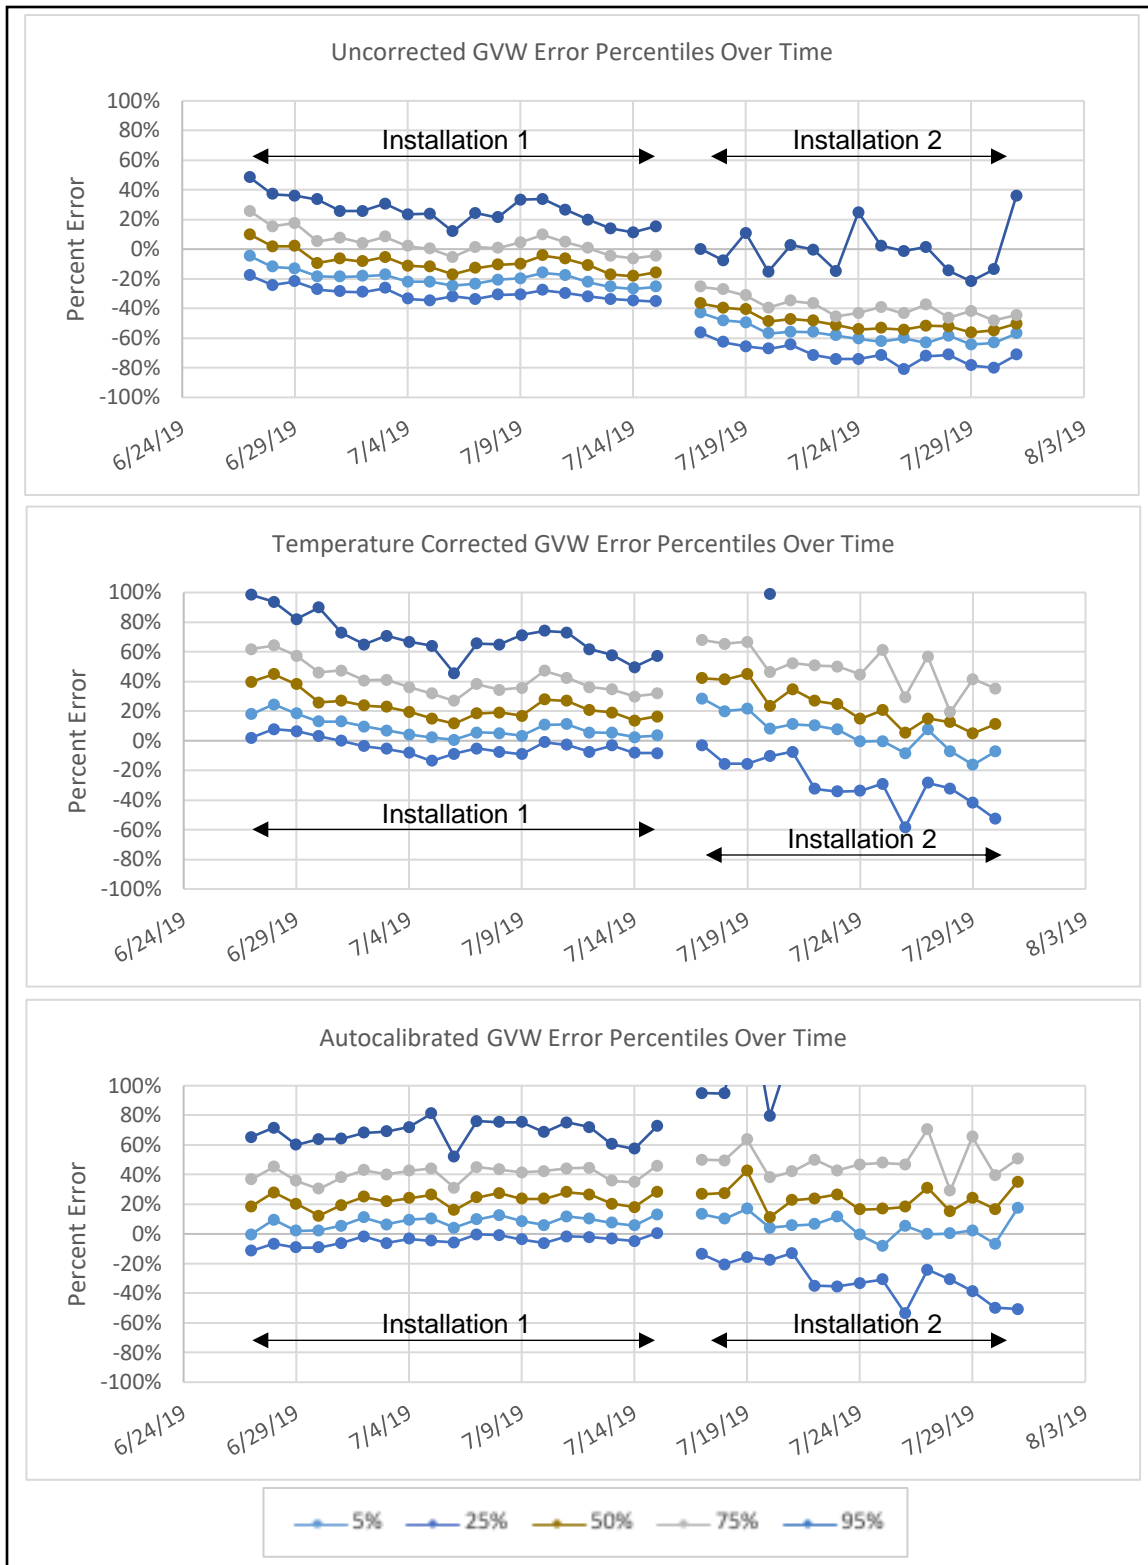 Uncorrected GVW Error Percentiles Over Time
100%
80%
60%
40%
20%
0%
-20%
-40%
-60%
-80%
-100%
Percent Error
Installation 1
Installation 2
6/24/19 6/29/19 7/4/19 7/9/19 7/14/19 7/19/19 7/24/19 7/29/19 8/3/19
Temperature Corrected GVW Error Percentiles Over Time
100%
80%
60%
40%
20%
0%
-20%
-40%
-60%
-80%
-100%
Percent Error
Installation 1
Installation 2
6/24/19 6/29/19 7/4/19 7/9/19 7/14/19 7/19/19 7/24/19 7/29/19 8/3/19
Autocalibrated GVW Error Percentiles Over Time
100%
80%
60%
40%
20%
0%
-20%
-40%
-60%
-80%
-100%
Percent Error
Installation 1
Installation 2
6/24/19 6/29/19 7/4/19 7/9/19 7/14/19 7/19/19 7/24/19 7/29/19 8/3/19
5% 25% 50% 75% 95%